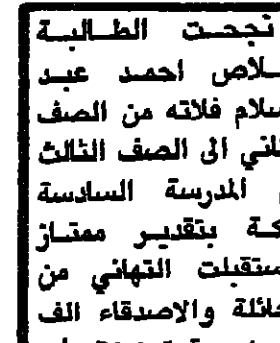 نجحت الطالبة
لاص احمد عبد
سلام فلاته من الصف
ثاني الى الصف الثالث
المدرسة السادسة
كة بتقدير ممتاز
ستقبلت التهاني من
عائلة والاصدقاء الف